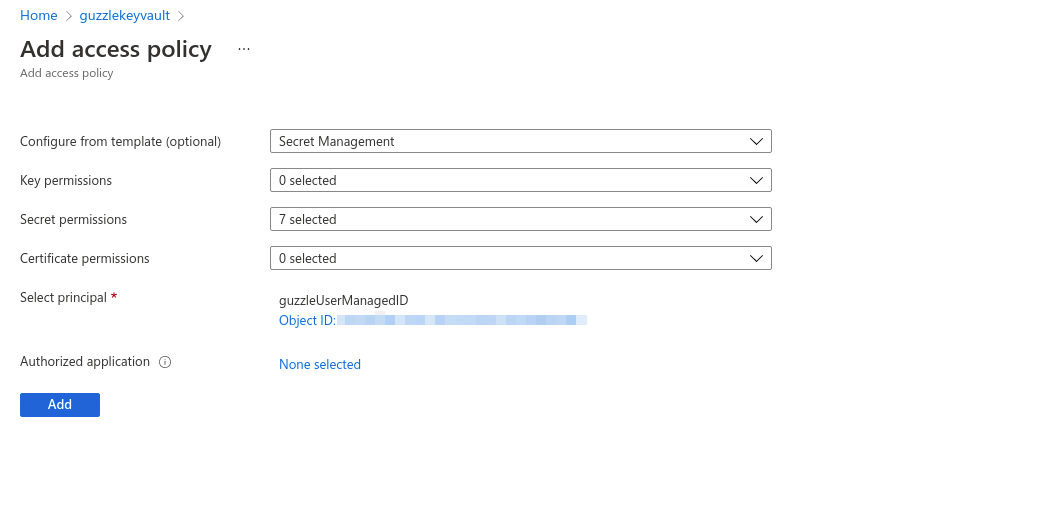 Home > guzzlekeyvault >
Add access policy ...
Add access policy
Configure from template (optional) Secret Management
Key permissions 0 selected
Secret permissions 7 selected
Certificate permissions 0 selected
Select principal * guzzleUserManagedID
Object ID:
Authorized application None selected
Add